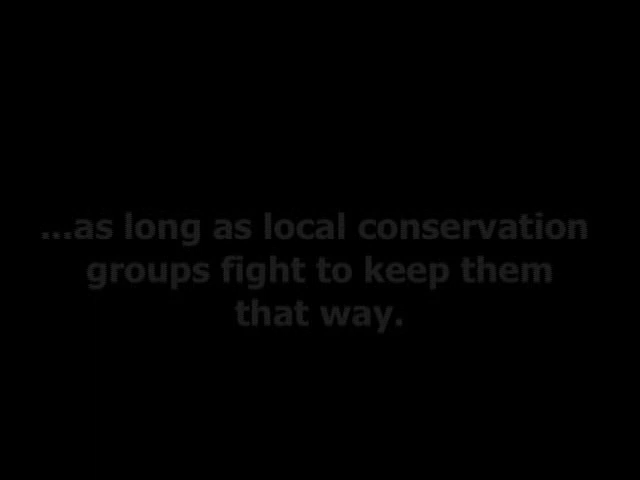 ...as long as local conservation
groups fight to keep them
that way.